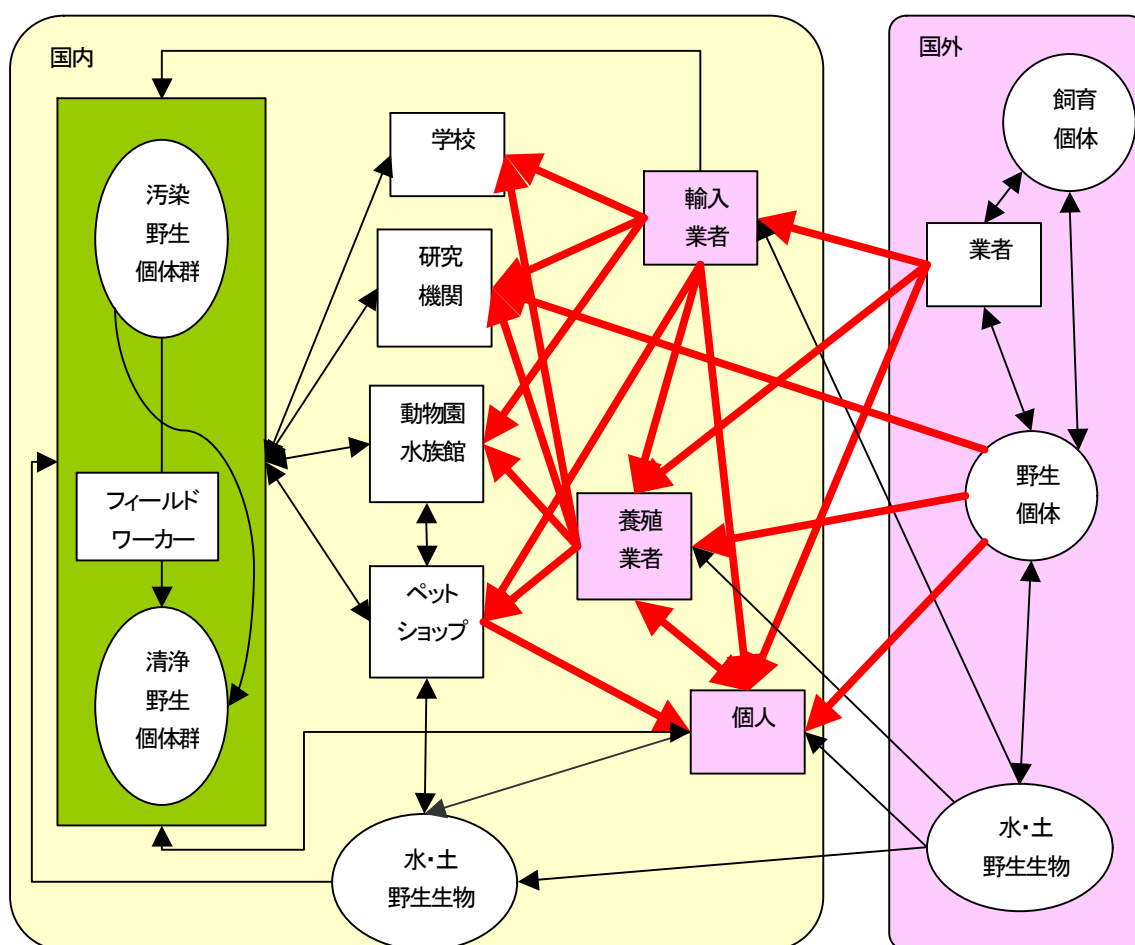 国内
国外
汚染
野生
個体群
フィールド
ワーカー
清浄
野生
個体群
学校
研究
機関
動物園
水族館
ペット
ショップ
水・土
野生生物
輸入
業者
養殖
業者
個人
飼育
個体
業者
野生
個体
水・土
野生生物